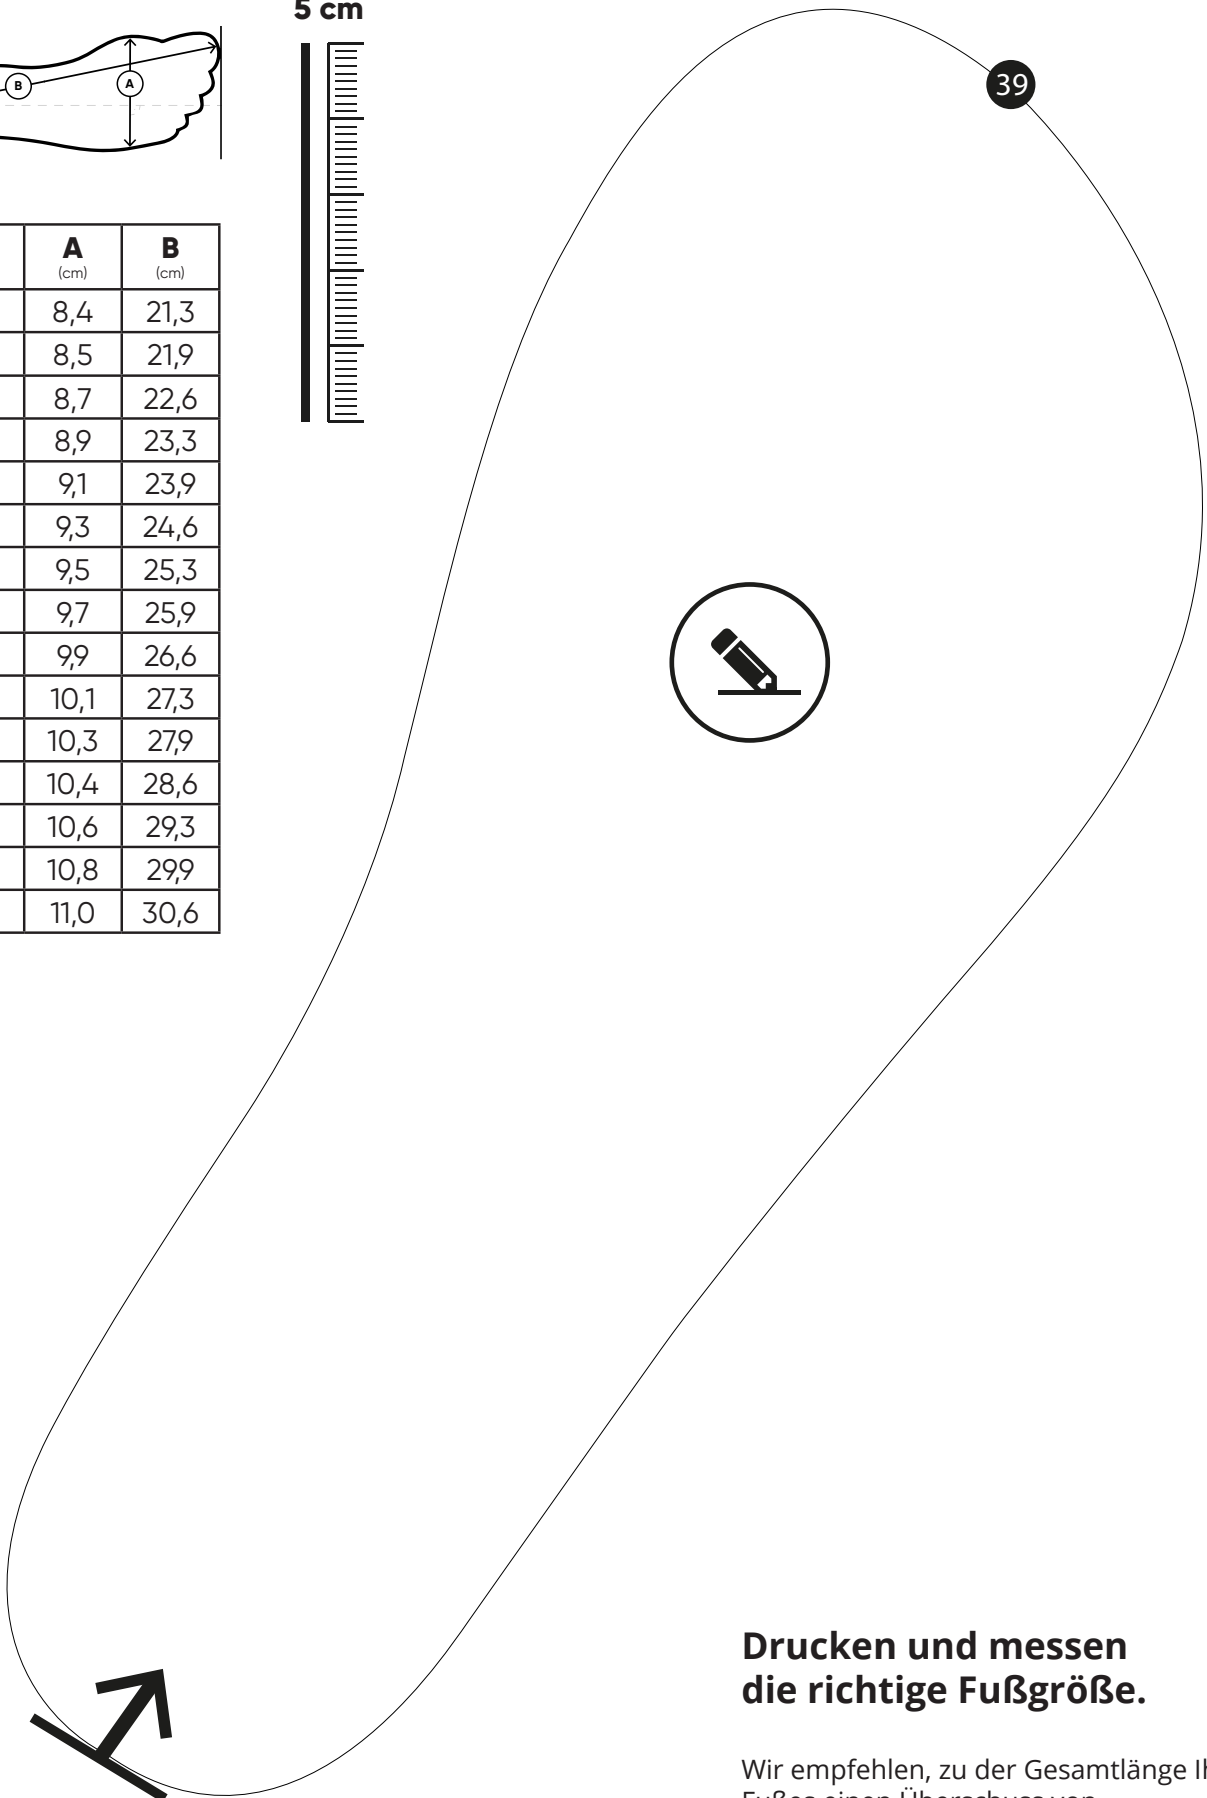 5 cm
39
B
A
A B
(cm) (cm)
8,4 21,3
8,5 21,9
8,7 22,6
8,9 23,3
9,1 23,9
9,3 24,6
9,5 25,3
9,7 25,9
9,9 26,6
10,1 27,3
10,3 27,9
10,4 28,6
10,6 29,3
10,8 29,9
11,0 30,6
Drucken und messen
die richtige Fußgröße.
Wir empfehlen, zu der Gesamtlänge
Fußes einen Überschuss von